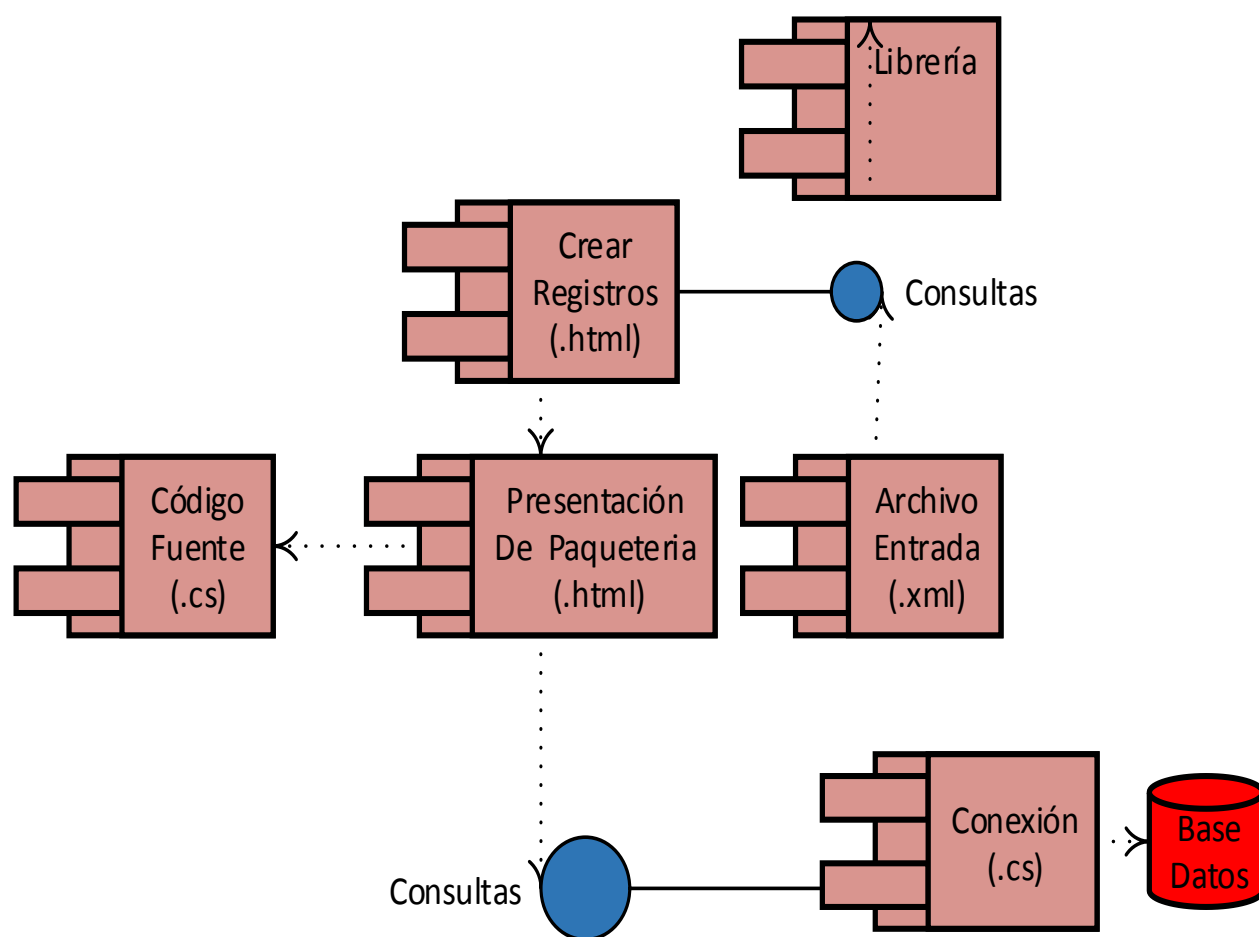 Librería
Crear
Registros
(.html)
Consultas
Código
Fuente
(.cs)
Presentación
De Paqueteria
(.html)
Archivo
Entrada
(.xml)
Consultas
Conexión
(.cs)
Base
Datos